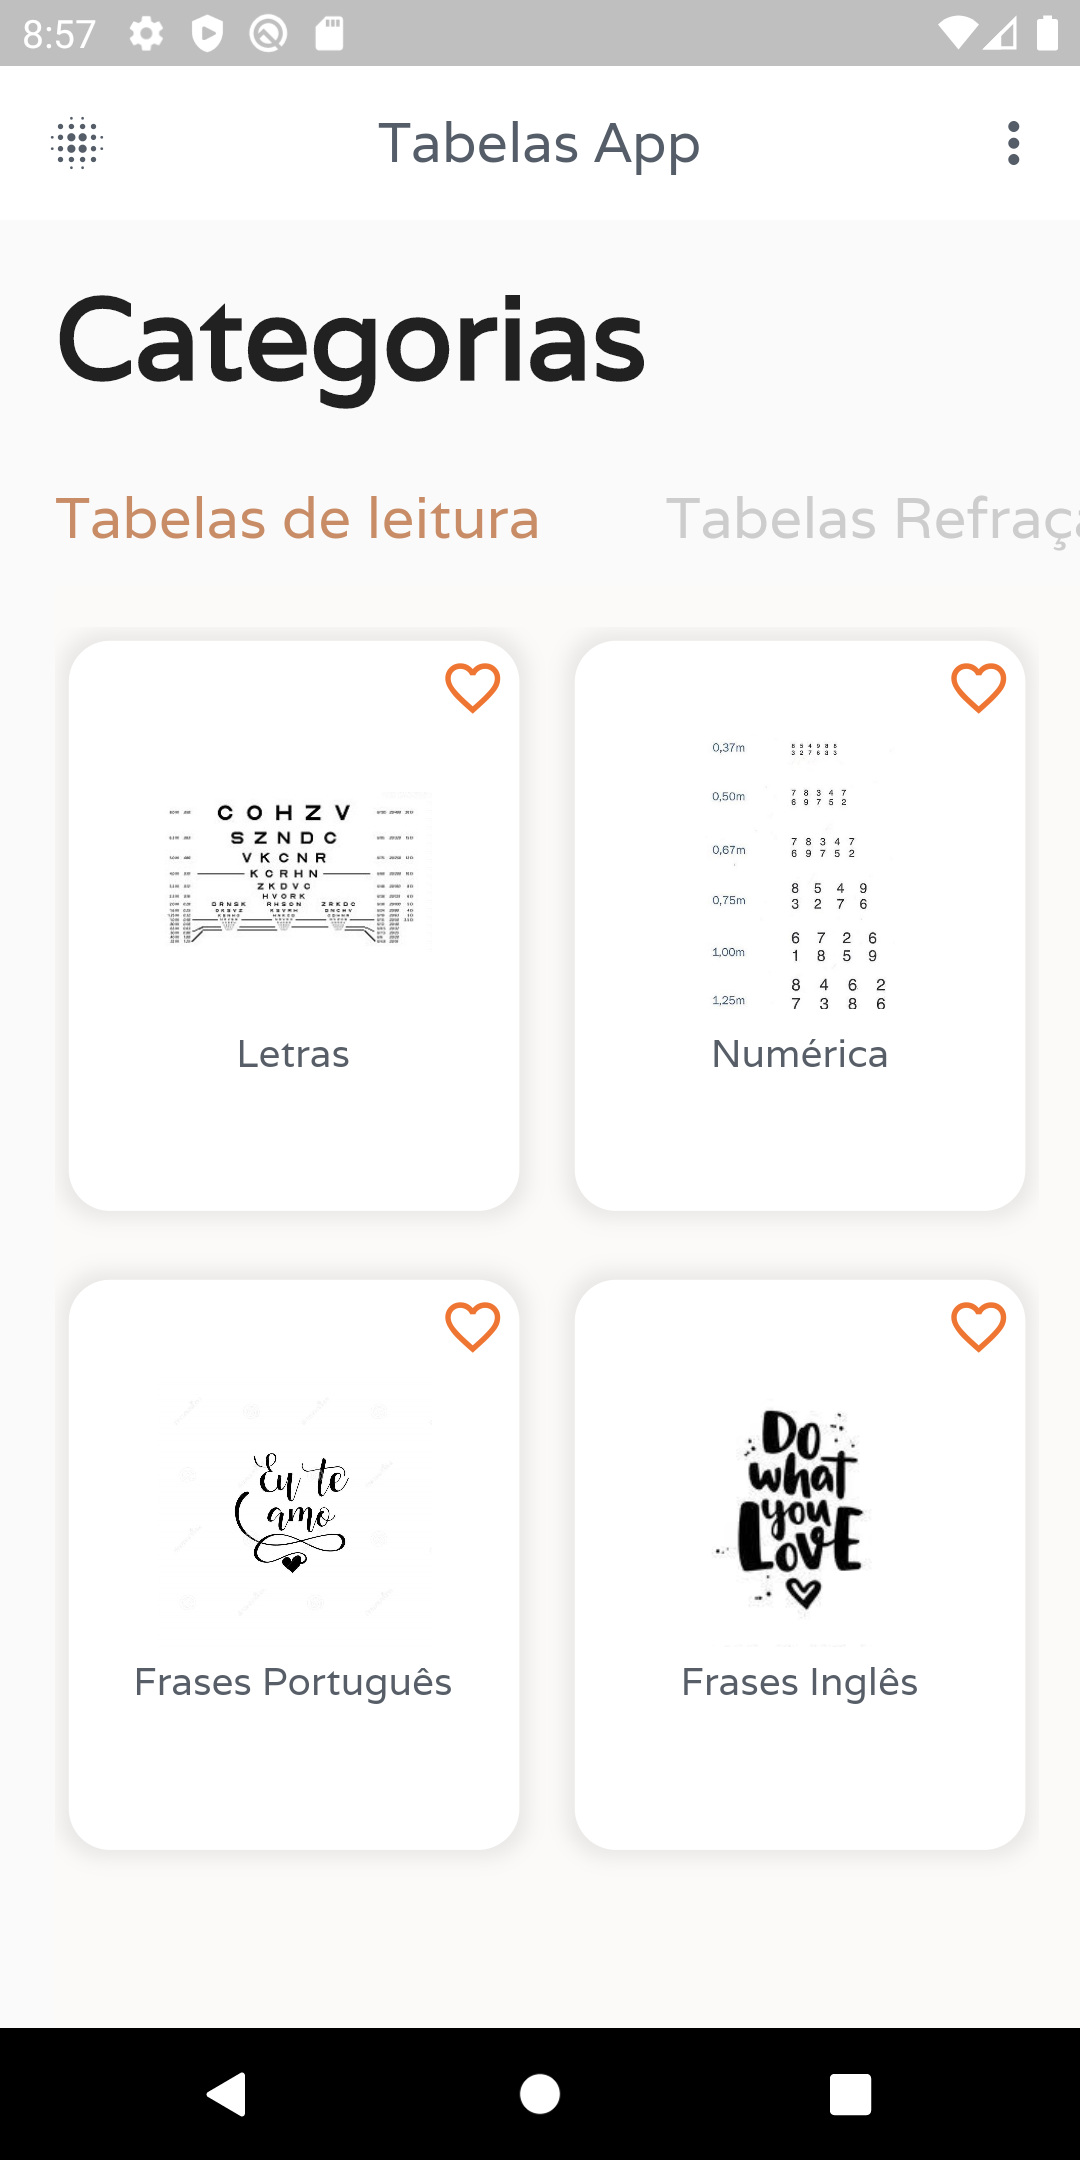 8:57
Tabelas App
Categorias
Tabelas de leitura
Tabelas Refraç
C O H Z V
S Z N D C
V K C N R
K C R H N
Z K D V C
H V O R K
Letras
0,37m
0,50m 7 8 3 4 7
6 9 7 5 2
0,67m 7 8 3 4 7
6 9 7 5 2
0,75m 8 5 4 9
3 2 7 6
1,00m 6 7 2 6
1 8 5 9
1,25m 8 4 6 2
7 3 8 6
Numérica
Eu te
amo
Frases Português
Do
what
you
LOVE
Frases Inglês